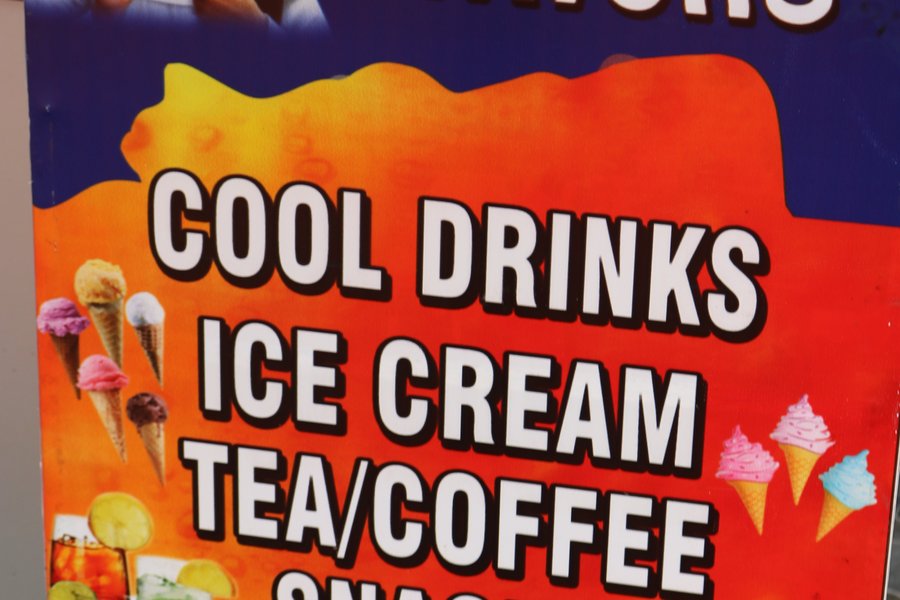 COOL DRINKS
ICE CREAM
TEA/COFFEE